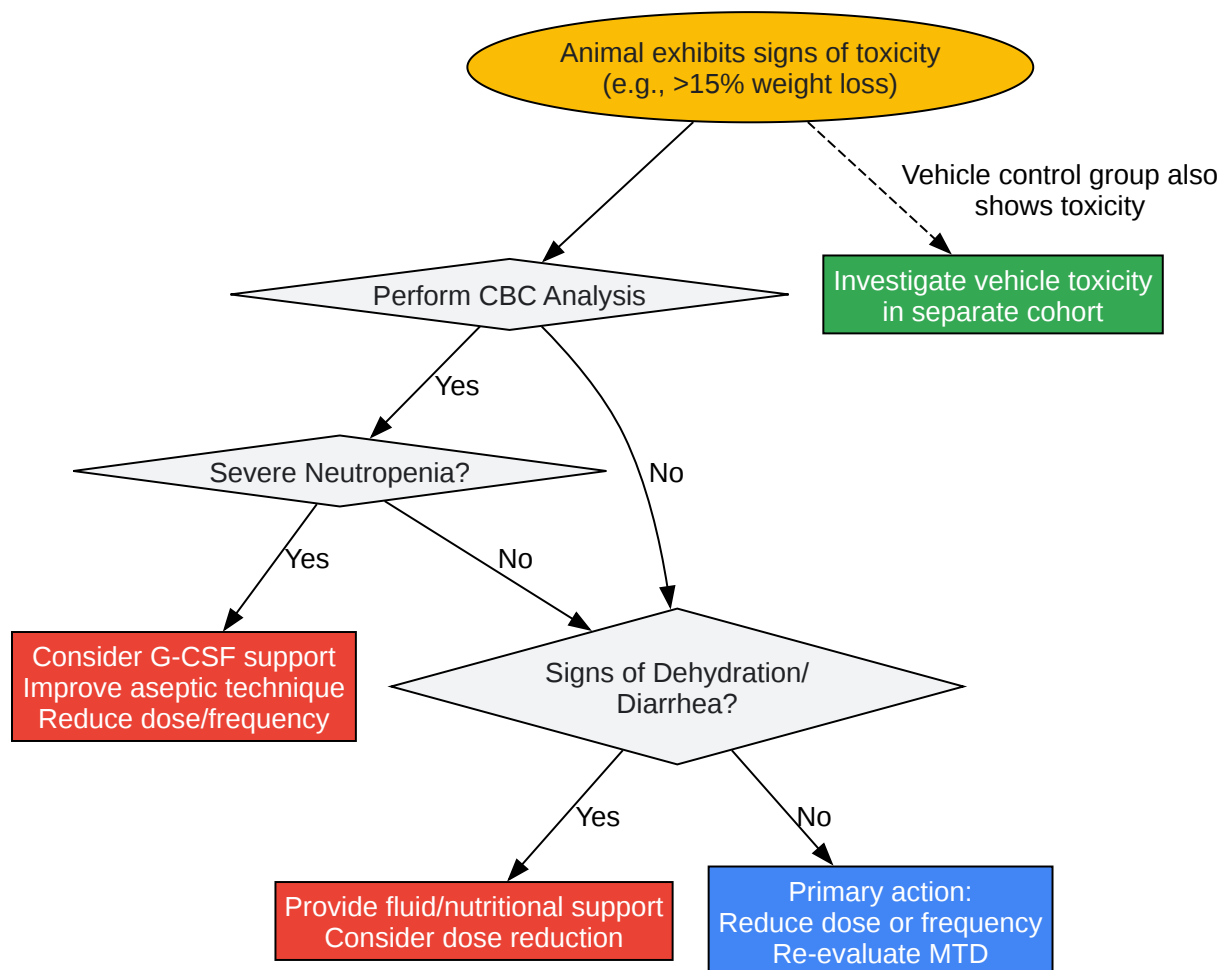 Animal exhibits signs of toxicity
(e.g., >15% weight loss)
Vehicle control group also
shows toxicity
Investigate vehicle toxicity
in separate cohort
Perform CBC Analysis
Yes
No
Severe Neutropenia?
Yes
No
Consider G-CSF support
Improve aseptic technique
Reduce dose/frequency
Signs of Dehydration/
Diarrhea?
Yes
No
Provide fluid/nutritional support
Consider dose reduction
Primary action:
Reduce dose or frequency
Re-evaluate MTD